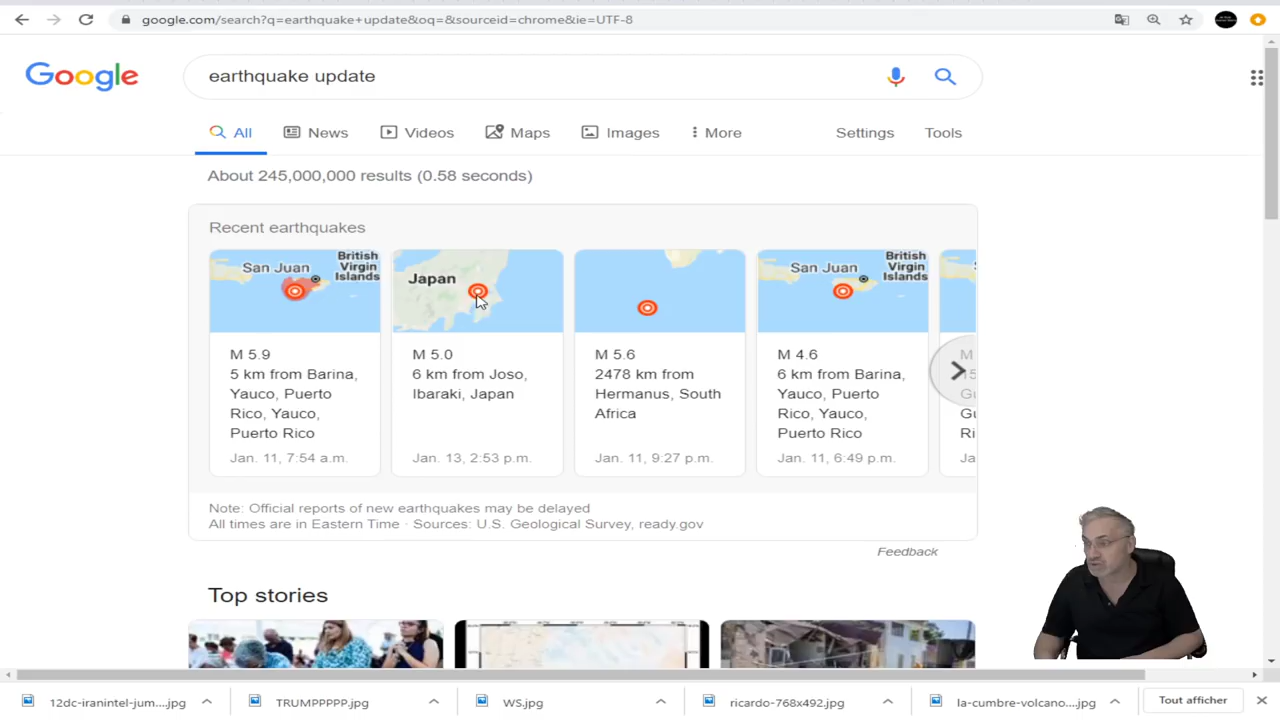 google.com/search?q=earthquake+update&oq=&sourceid=chrome&ie=UTF-8
Google
earthquake update
All News Videos Maps Images More Settings Tools
About 245,000,000 results (0.58 seconds)
Recent earthquakes
San Juan
British
Virgin
Islands
M 5.9
5 km from Barina,
Yauco, Puerto
Rico, Yauco,
Puerto Rico
Jan. 11, 7:54 a.m.
Japan
M 5.0
6 km from Joso,
Ibaraki, Japan
Jan. 13, 2:53 p.m.
M 5.6
2478 km from
Hermanus, South
Africa
Jan. 11, 9:27 p.m.
San Juan
British
Virgin
Islands
M 4.6
6 km from Barina,
Yauco, Puerto
Rico, Yauco,
Puerto Rico
Jan. 11, 6:49 p.m.
Note: Official reports of new earthquakes may be delayed
All times are in Eastern Time · Sources: U.S. Geological Survey, ready.gov
Feedback
Top stories
12dc-iranintel-jum....jpg TRUMPPPPP.jpg WS.jpg ricardo-768x492.jpg la-cumbre-volcano....jpg Tout afficher